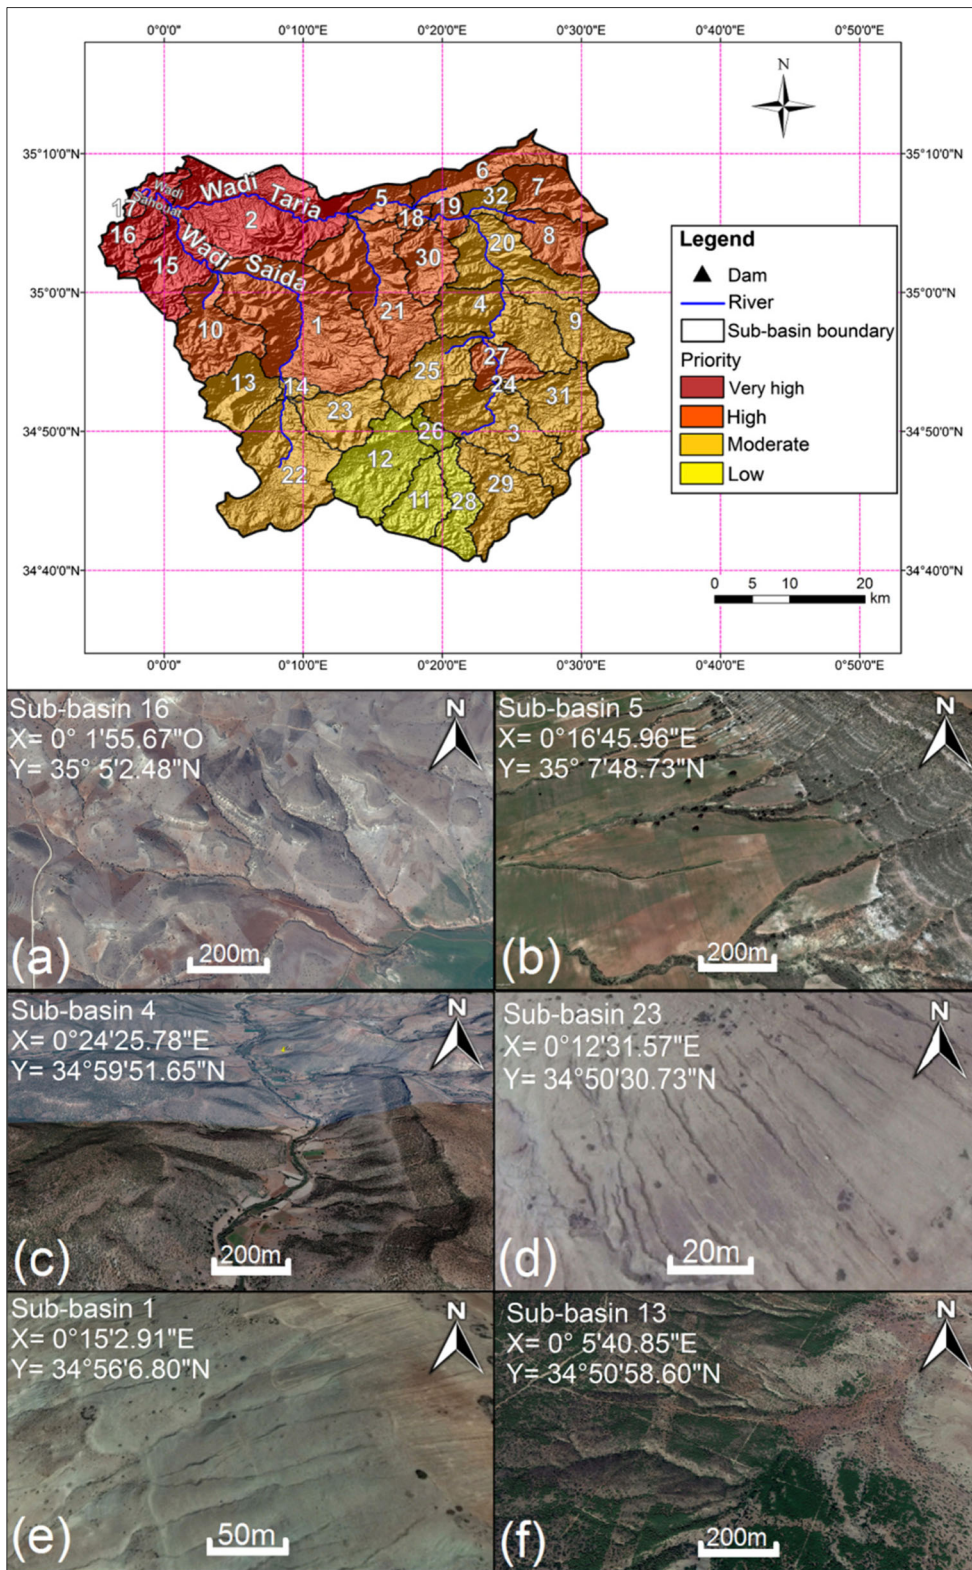 0°0'0"E 0°10'0"E 0°20'0"E 0°30'0"E 0°40'0"E 0°50'0"E
N
35°10'0"N 35°10'0"N
35°0'0"N 35°0'0"N
34°50'0"N 34°50'0"N
34°40'0"N 34°40'0"N
Wadi Taria
Wadi Sahouat
Wadi Saida
6
7
5
32
17
18
19
2
16
8
20
15
30
4
21
9
10
1
27
25
13
14
24
31
23
26
3
12
22
11
28
29
Legend
Dam
River
Sub-basin boundary
Priority
Very high
High
Moderate
Low
0 5 10 20
km
0°0'0"E 0°10'0"E 0°20'0"E 0°30'0"E 0°40'0"E 0°50'0"E
Sub-basin 16
X= 0° 1'55.67"O
Y= 35° 5'2.48"N
N
(a)
200m
Sub-basin 5
X= 0°16'45.96"E
Y= 35° 7'48.73"N
N
(b)
200m
Sub-basin 4
X= 0°24'25.78"E
Y= 34°59'51.65"N
N
(c)
200m
Sub-basin 23
X= 0°12'31.57"E
Y= 34°50'30.73"N
N
(d)
20m
Sub-basin 1
X= 0°15'2.91"E
Y= 34°56'6.80"N
N
(e)
50m
Sub-basin 13
X= 0° 5'40.85"E
Y= 34°50'58.60"N
N
(f)
200m